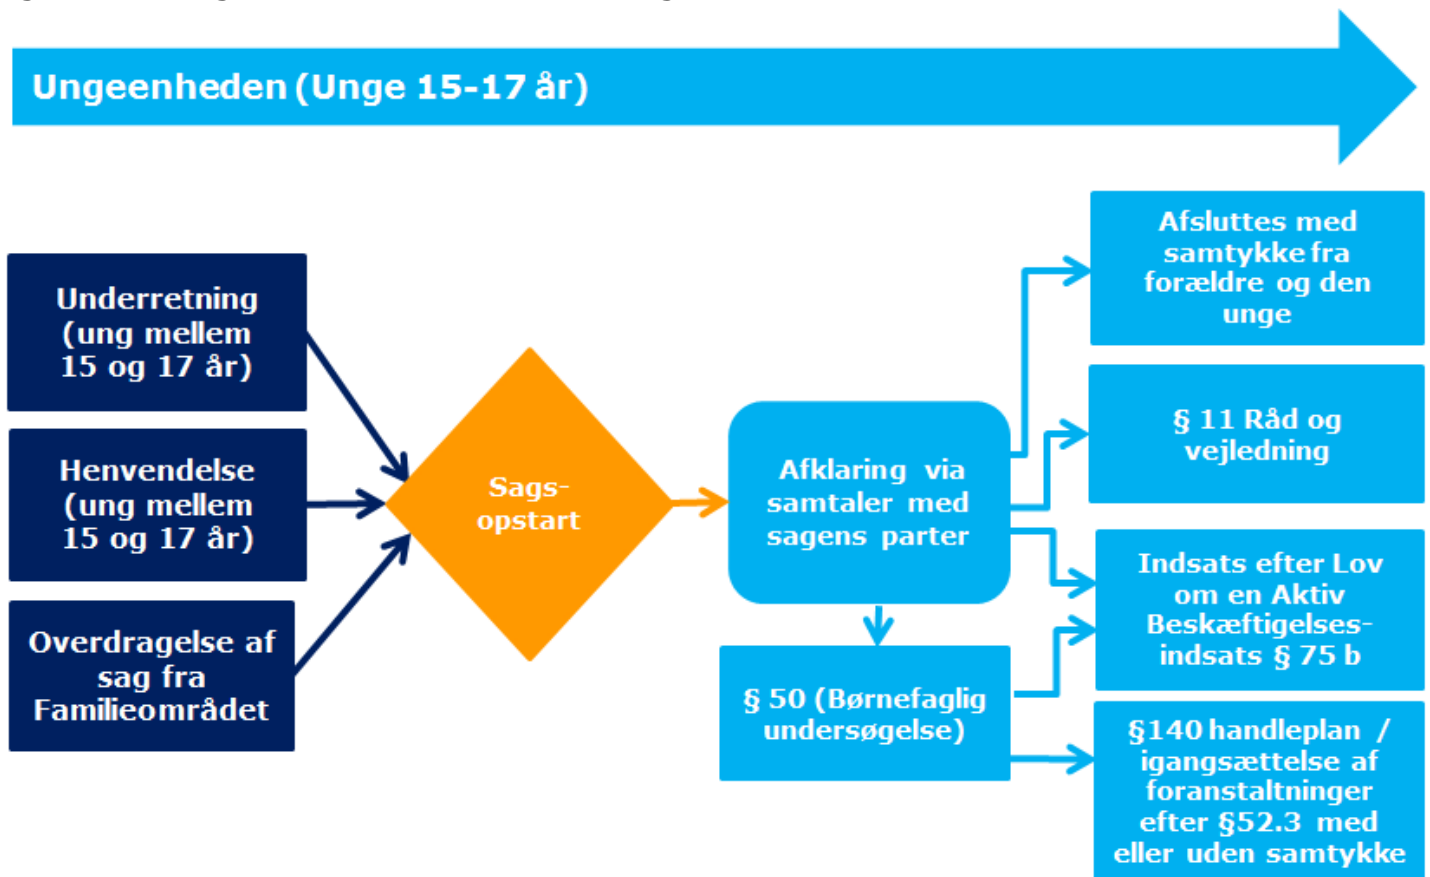 Ungeenheden (Unge 15-17 år)
Underretning
(ung mellem
15 og 17 år)
Henvendelse
(ung mellem
15 og 17 år)
Overdragelse af
sag fra
Familieområdet
Sags-
opstart
Afklaring via
samtaler med
sagens parter
§ 50 (Børnefaglig
undersøgelse)
Afsluttes med
samtykke fra
forældre og den
unge
§ 11 Råd og
vejledning
Indsats efter Lov
om en Aktiv
Beskæftigelses-
indsats § 75 b
§140 handleplan /
igangsættelse af
foranstaltninger
efter §52.3 med
eller uden samtykke